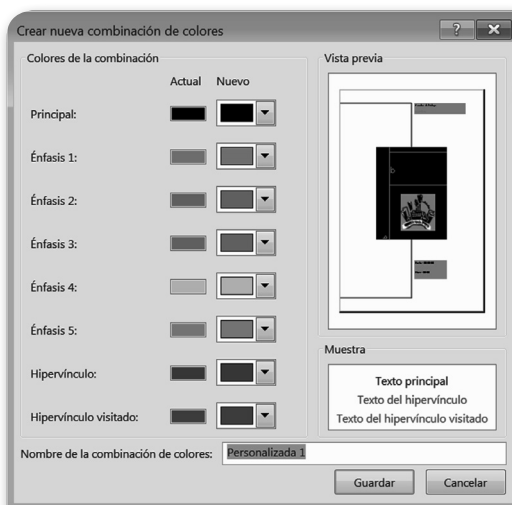 Crear nueva combinación de colores
Colores de la combinación
Actual Nuevo
Principal:
Énfasis 1:
Énfasis 2:
Énfasis 3:
Énfasis 4:
Énfasis 5:
Hipervínculo:
Hipervínculo visitado:
Vista previa
Muestra
Texto principal
Texto del hipervínculo
Texto del hipervínculo visitado
Nombre de la combinación de colores: Personalizada 1
Guardar Cancelar